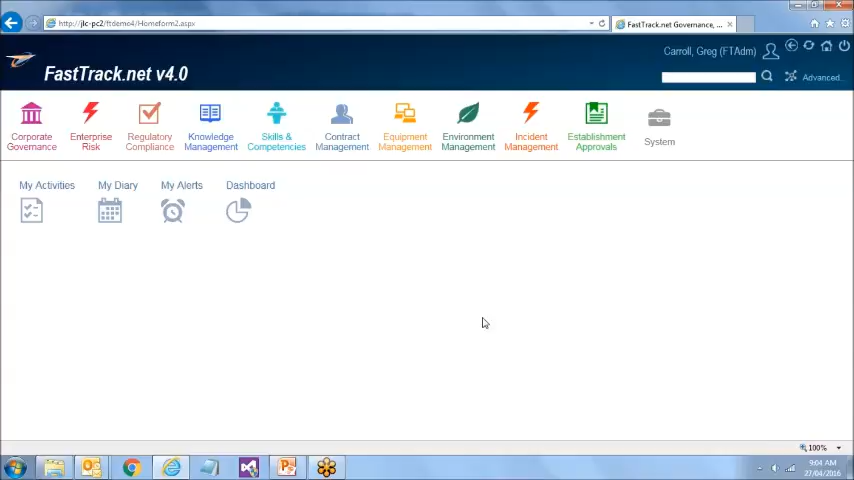 http://jlc-pc2/ftdemo4/Homeform2.aspx
FastTrack.net Governance, ...
Carroll, Greg (FTAdm)
FastTrack.net v4.0
Advanced...
Corporate Governance
Enterprise Risk
Regulatory Compliance
Knowledge Management
Skills & Competencies
Contract Management
Equipment Management
Environment Management
Incident Management
Establishment Approvals
System
My Activities
My Diary
My Alerts
Dashboard
100%
9:04 AM
27/04/2016